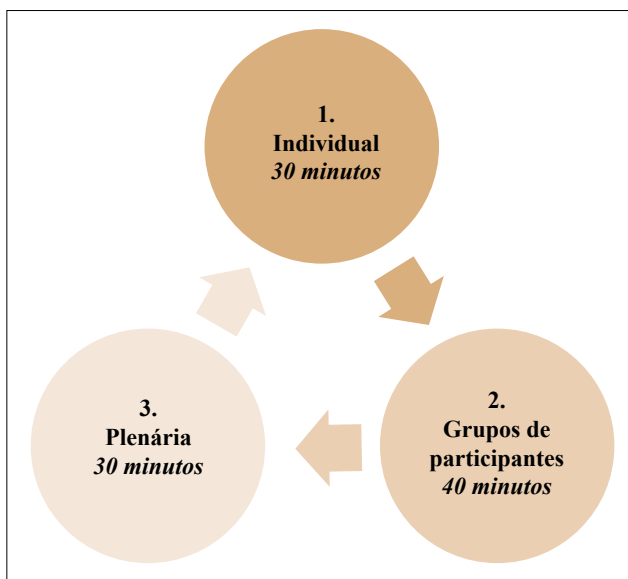 1.
Individual
30 minutos
2.
Grupos de
participantes
40 minutos
3.
Plenária
30 minutos